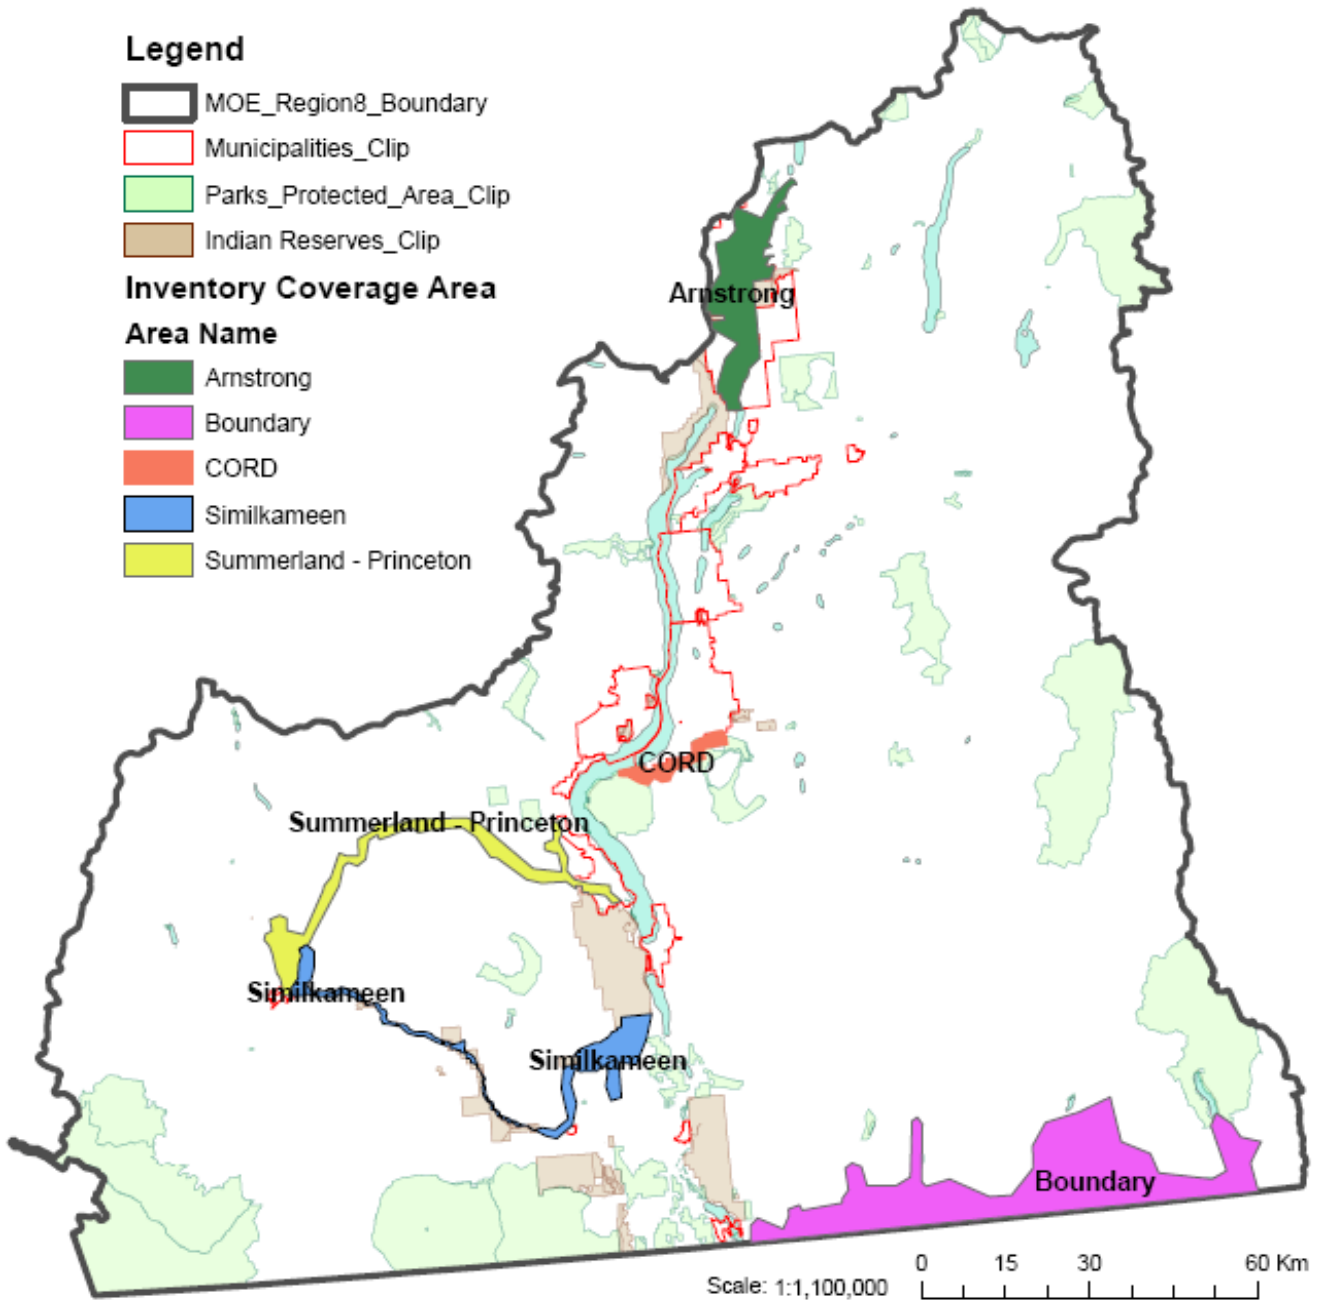 Legend
MOE_Region8_Boundary
Municipalities_Clip
Parks_Protected_Area_Clip
Indian Reserves_Clip
Inventory Coverage Area
Area Name
Arnstrong
Boundary
CORD
Similkameen
Summerland - Princeton
Arnstrong
CORD
Summerland - Princeton
Similkameen
Similkameen
Boundary
0 15 30 60 Km
Scale: 1:1,100,000